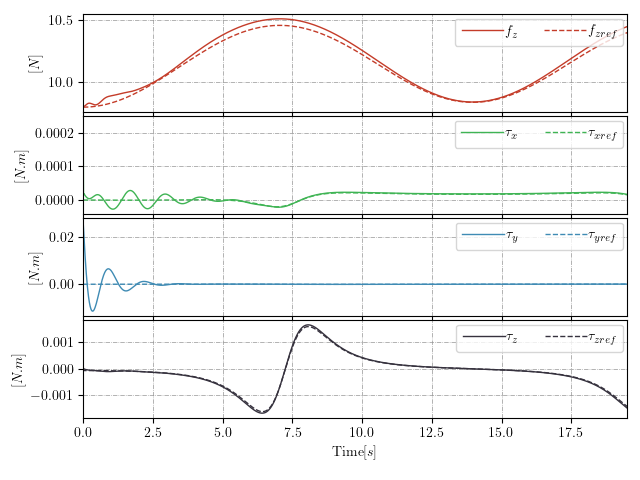 10.5
10.0
[N]
f_z
f_zref
0.0002
0.0001
0.0000
[N.m]
τ_x
τ_xref
0.02
0.00
[N.m]
τ_y
τ_yref
0.001
0.000
−0.001
[N.m]
τ_z
τ_zref
0.0 2.5 5.0 7.5 10.0 12.5 15.0 17.5
Time[s]